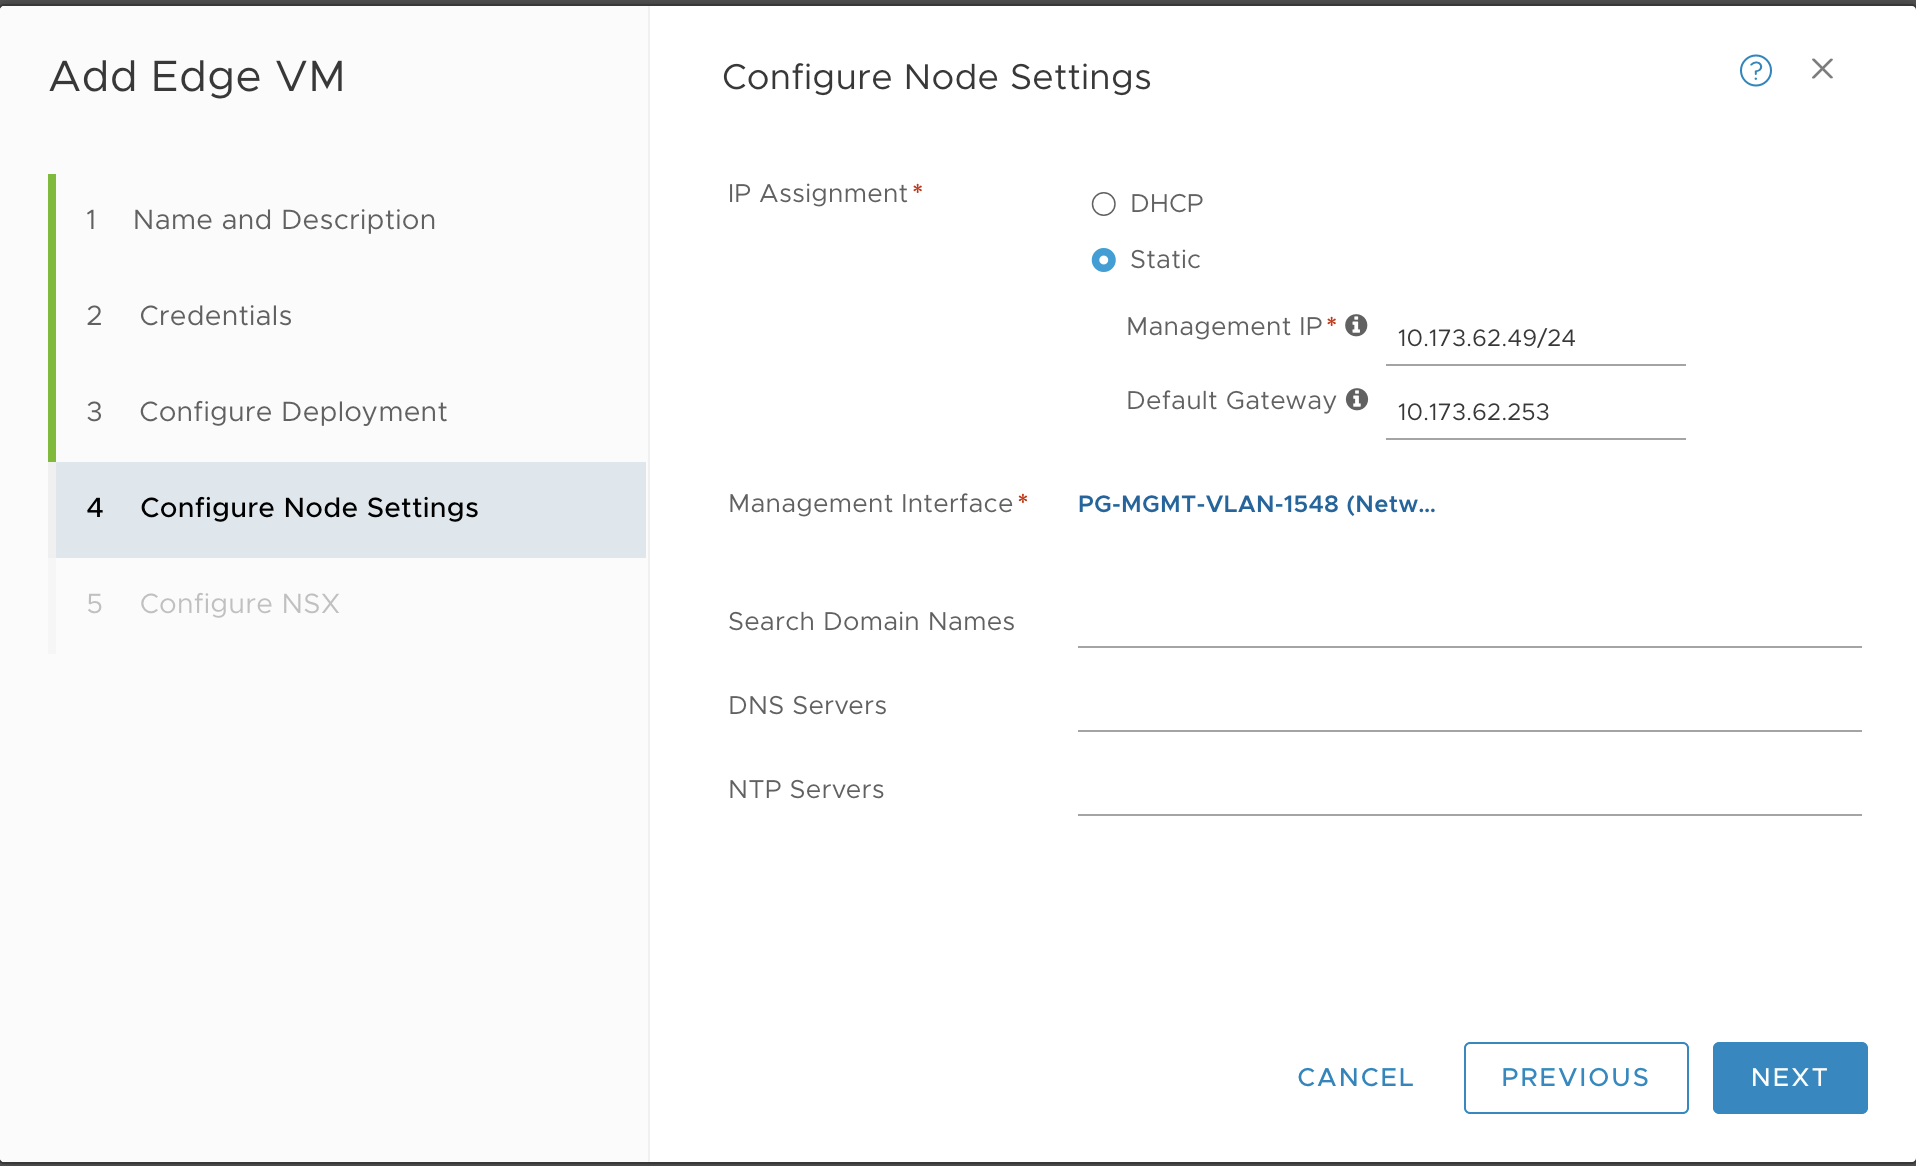 Add Edge VM
1 Name and Description
2 Credentials
3 Configure Deployment
4 Configure Node Settings
5 Configure NSX
Configure Node Settings
IP Assignment*
DHCP
Static
Management IP* 10.173.62.49/24
Default Gateway 10.173.62.253
Management Interface* PG-MGMT-VLAN-1548 (Netw...
Search Domain Names
DNS Servers
NTP Servers
CANCEL PREVIOUS NEXT